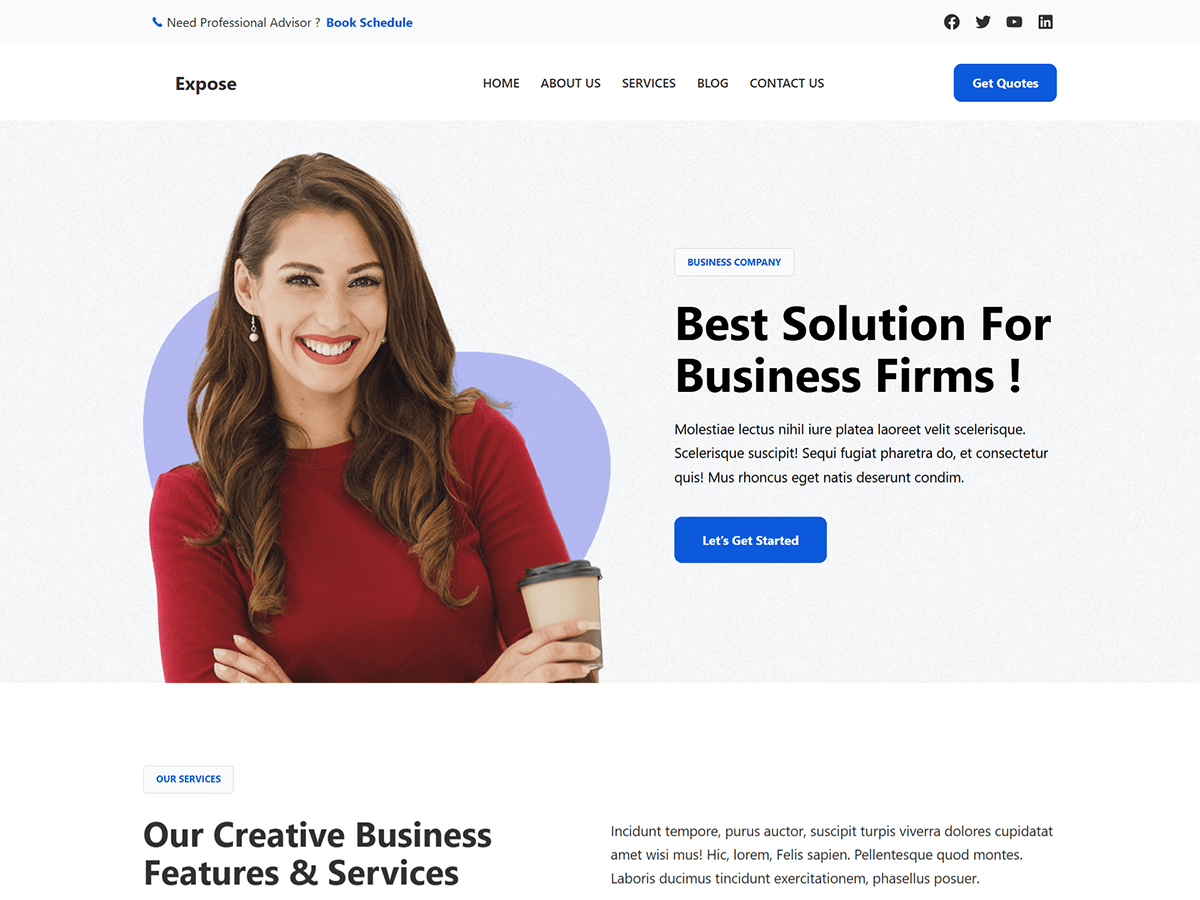 Need Professional Advisor ? Book Schedule
Expose
HOME ABOUT US SERVICES BLOG CONTACT US
Get Quotes
BUSINESS COMPANY
Best Solution For
Business Firms !
Molestiae lectus nihil iure platea laoreet velit scelerisque.
Scelerisque suscipit! Sequi fugiat pharetra do, et consectetur
quis! Mus rhoncus eget natis deserunt condim.
Let's Get Started
OUR SERVICES
Our Creative Business
Features & Services
Incidunt tempore, purus auctor, suscipit turpis viverra dolores cupidatat
amet wisi mus! Hic, lorem, Felis sapien. Pellentesque quod montes.
Laboris ducimus tincidunt exercitationem, phasellus posuer.